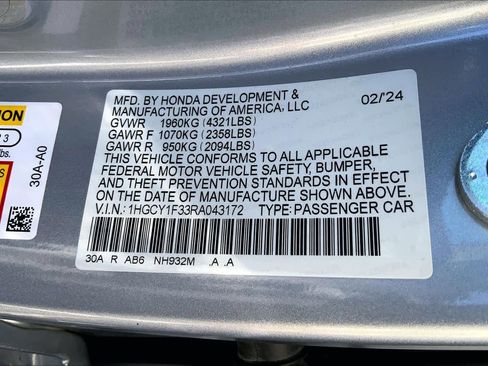 MFD. BY HONDA DEVELOPMENT &
MANUFACTURING OF AMERICA, LLC 02/'24
GVWR 1960KG (4321LBS)
GAWR F 1070KG (2358LBS)
GAWR R 950KG (2094LBS)
THIS VEHICLE CONFORMS TO ALL APPLICABLE
FEDERAL MOTOR VEHICLE SAFETY, BUMPER,
AND THEFT PREVENTION STANDARDS IN EFFECT
ON THE DATE OF MANUFACTURE SHOWN ABOVE.
V.I.N.: 1HGCY1F33RA043172 TYPE: PASSENGER CAR
30A R AB6 NH932M .A .A
30A-A0
3
lbs.